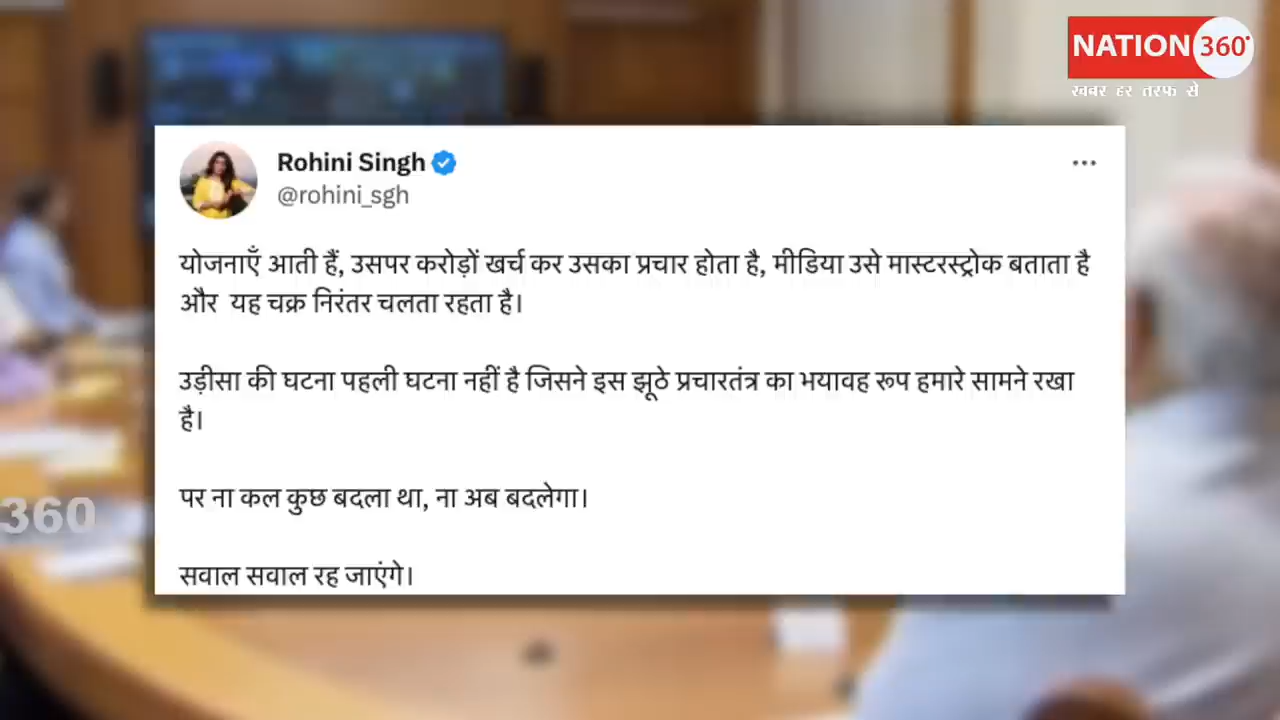 NATION 360°
खबर हर तरफ से
Rohini Singh
@rohini_sgh
योजनाएँ आती हैं, उसपर करोड़ों खर्च कर उसका प्रचार होता है, मीडिया उसे मास्टरस्ट्रोक बताता है
और यह चक्र निरंतर चलता रहता है।
उड़ीसा की घटना पहली घटना नहीं है जिसने इस झूठे प्रचारतंत्र का भयावह रूप हमारे सामने रखा
है।
पर ना कल कुछ बदला था, ना अब बदलेगा।
सवाल सवाल रह जाएंगे।
360